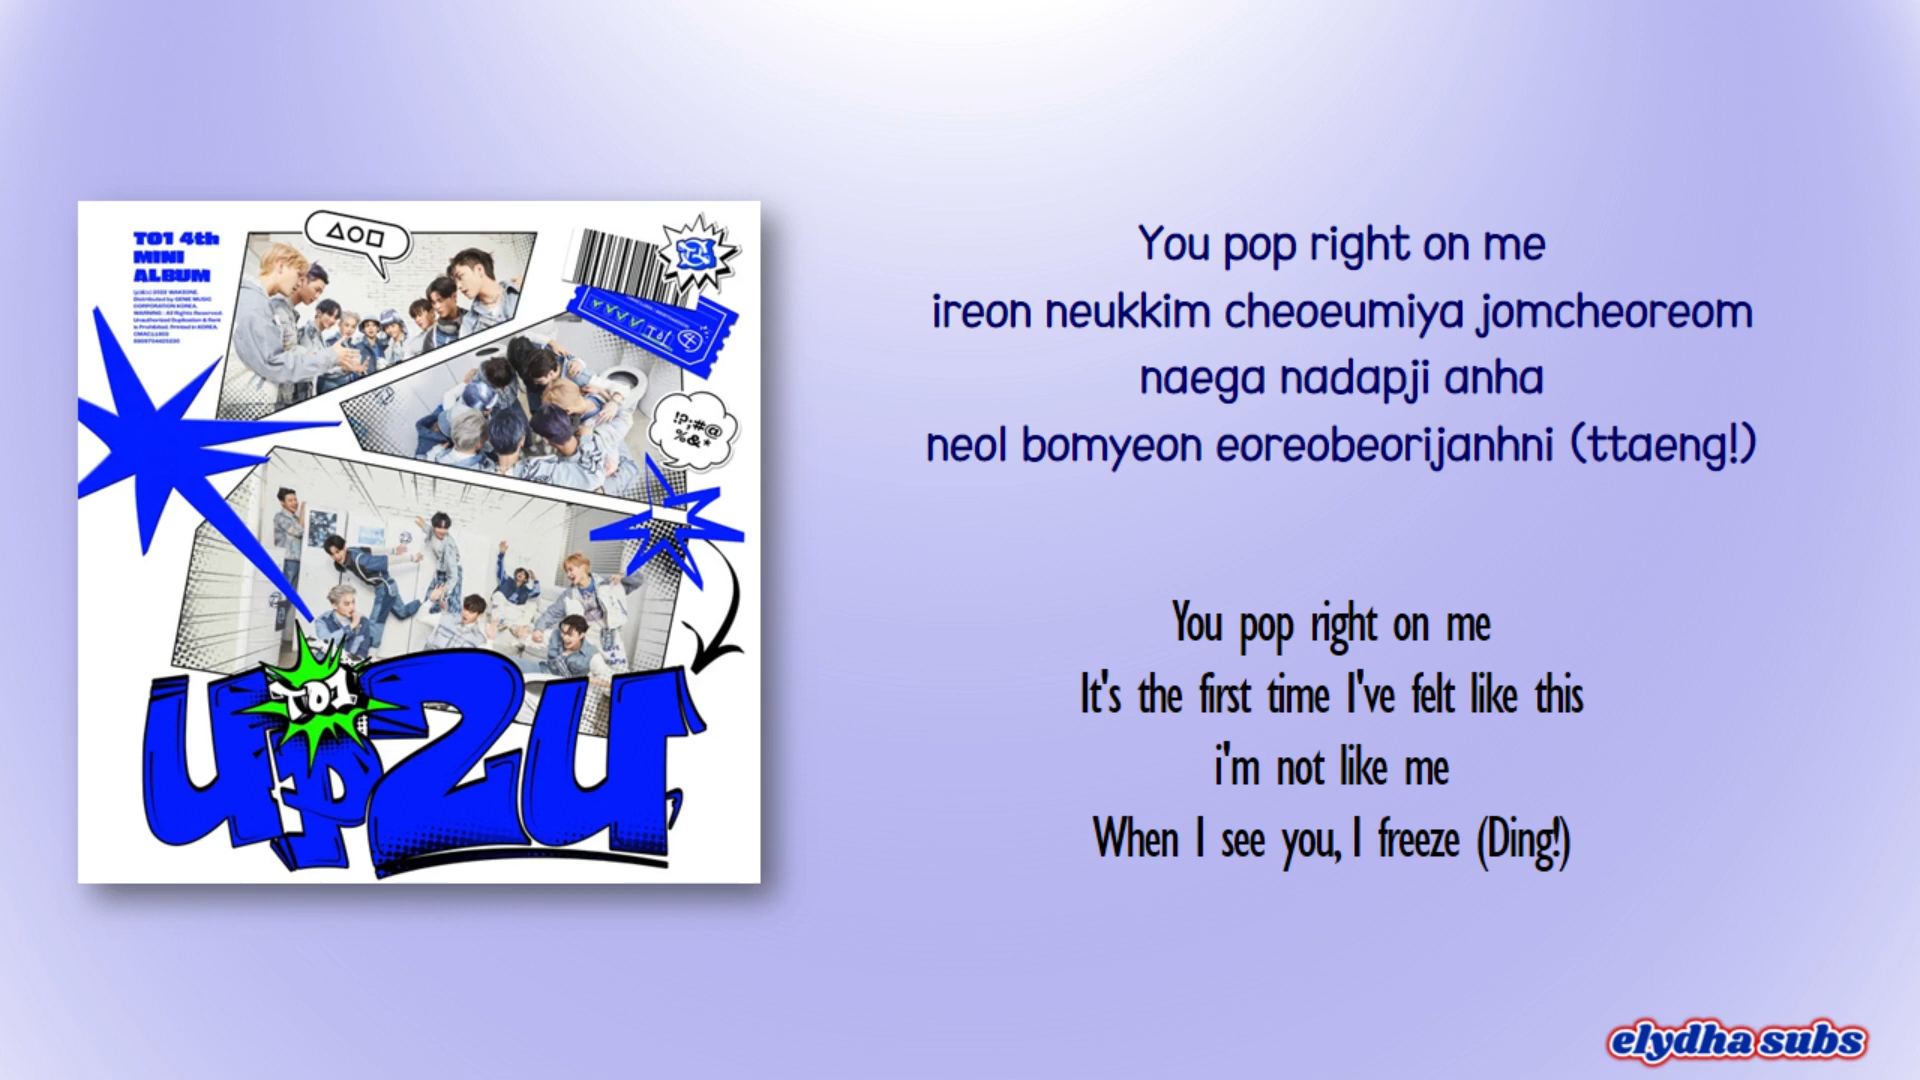 TO1 4th
MINI
ALBUM
△○□
!?;#@
%&*
TO1
up2u
You pop right on me
ireon neukkim cheoeumiya jomcheoreom
naega nadapji anha
neol bomyeon eoreobeorijanhni (ttaeng!)
You pop right on me
It's the first time I've felt like this
i'm not like me
When I see you, I freeze (Ding!)
elydha subs